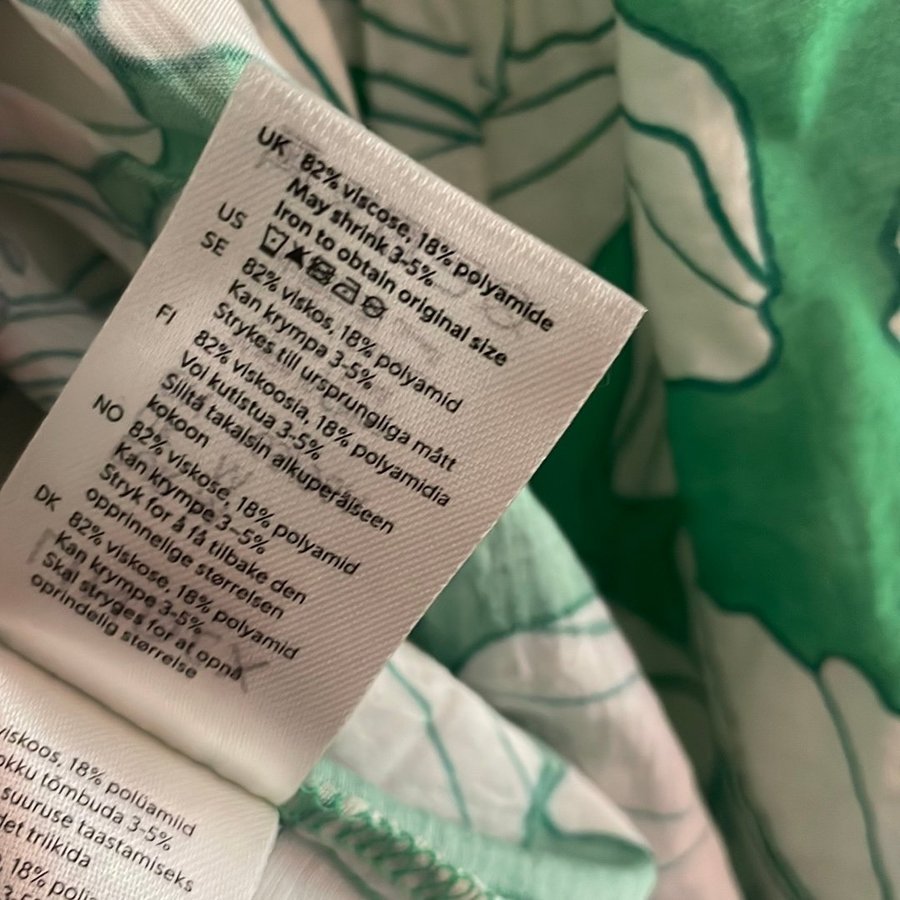 UK 82% viscose, 18% polyamide
May shrink 3-5%
Iron to obtain original size
US
SE 82% viskos, 18% polyamid
Kan krympa 3-5%
Strykes till ursprungliga mått
FI 82% viskoosia, 18% polyamidia
Voi kutistua 3-5%
Silitä takaisin alkuperäiseen
kokoon
NO 82% viskose, 18% polyamid
Kan krympe 3-5%
Stryk for å få tilbake den
opprinnelige størrelsen
DK 82% viskose, 18% polyamid
Kan krympe 3-5%
Skal stryges for at opnå
oprindelig størrelse
viskoos, 18% polüamiid
kokku tõmbuda 3-5%
suuruse taastamiseks
triikida
18%